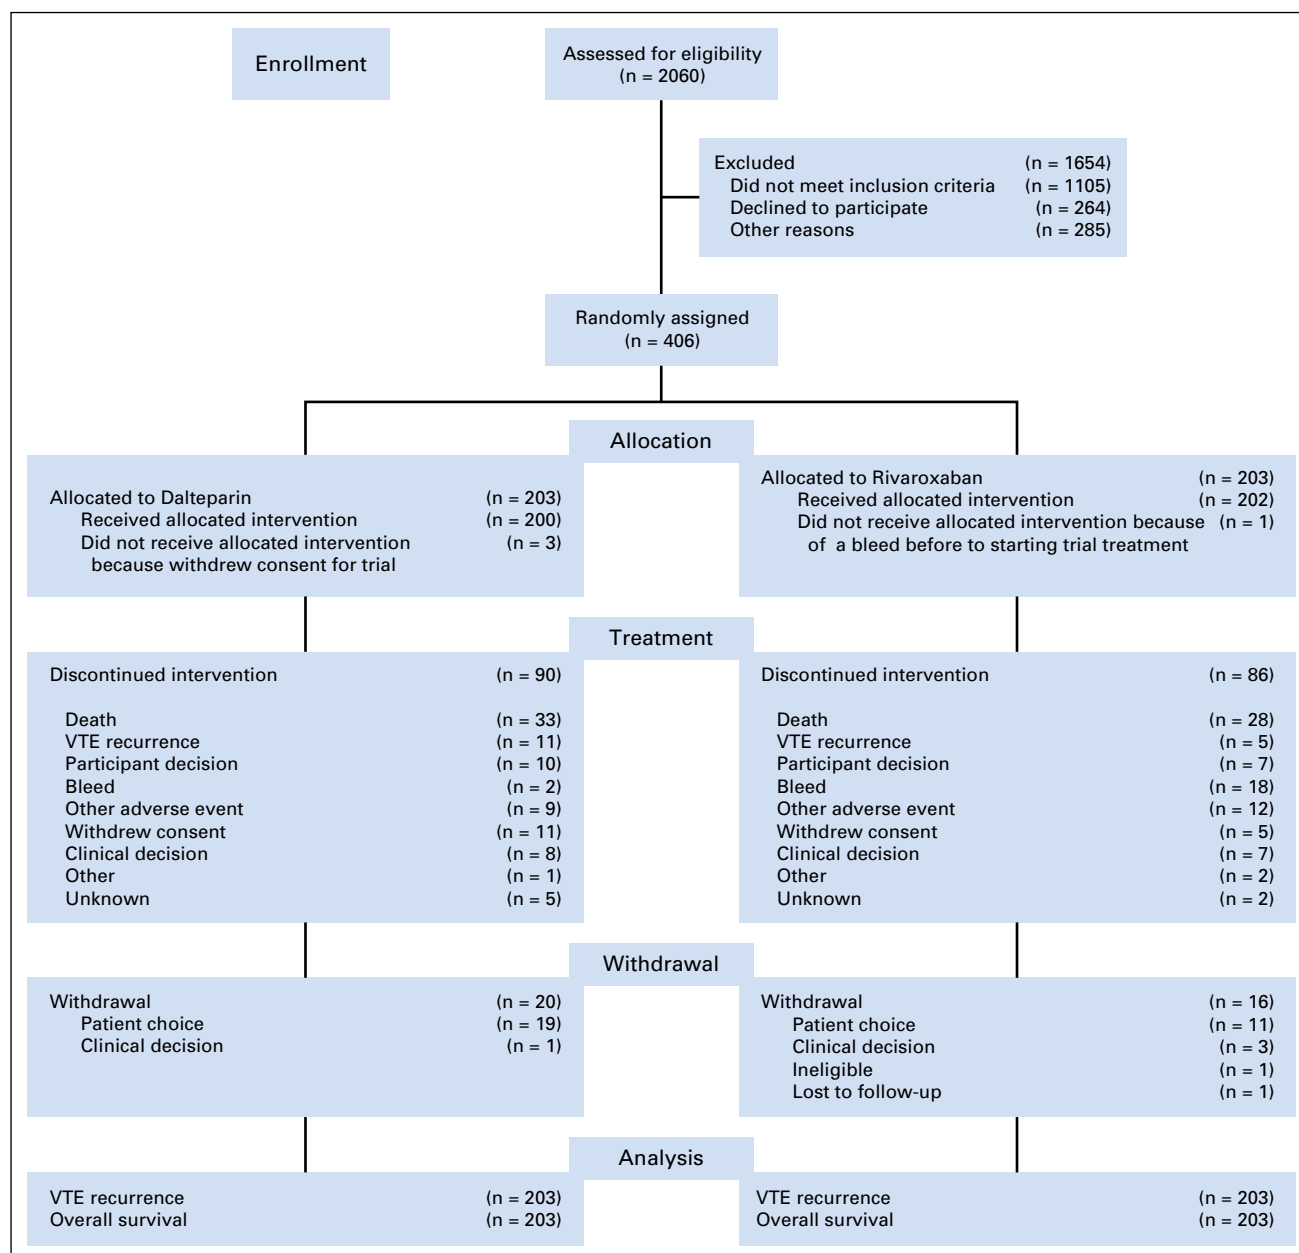 Enrollment
Assessed for eligibility
(n = 2060)
Excluded (n = 1654)
Did not meet inclusion criteria (n = 1105)
Declined to participate (n = 264)
Other reasons (n = 285)
Randomly assigned
(n = 406)
Allocation
Allocated to Dalteparin (n = 203)
Received allocated intervention (n = 200)
Did not receive allocated intervention (n = 3)
because withdrew consent for trial
Allocated to Rivaroxaban (n = 203)
Received allocated intervention (n = 202)
Did not receive allocated intervention because (n = 1)
of a bleed before to starting trial treatment
Treatment
Discontinued intervention (n = 90)
Death (n = 33)
VTE recurrence (n = 11)
Participant decision (n = 10)
Bleed (n = 2)
Other adverse event (n = 9)
Withdrew consent (n = 11)
Clinical decision (n = 8)
Other (n = 1)
Unknown (n = 5)
Discontinued intervention (n = 86)
Death (n = 28)
VTE recurrence (n = 5)
Participant decision (n = 7)
Bleed (n = 18)
Other adverse event (n = 12)
Withdrew consent (n = 5)
Clinical decision (n = 7)
Other (n = 2)
Unknown (n = 2)
Withdrawal
Withdrawal (n = 20)
Patient choice (n = 19)
Clinical decision (n = 1)
Withdrawal (n = 16)
Patient choice (n = 11)
Clinical decision (n = 3)
Ineligible (n = 1)
Lost to follow-up (n = 1)
Analysis
VTE recurrence (n = 203)
Overall survival (n = 203)
VTE recurrence (n = 203)
Overall survival (n = 203)